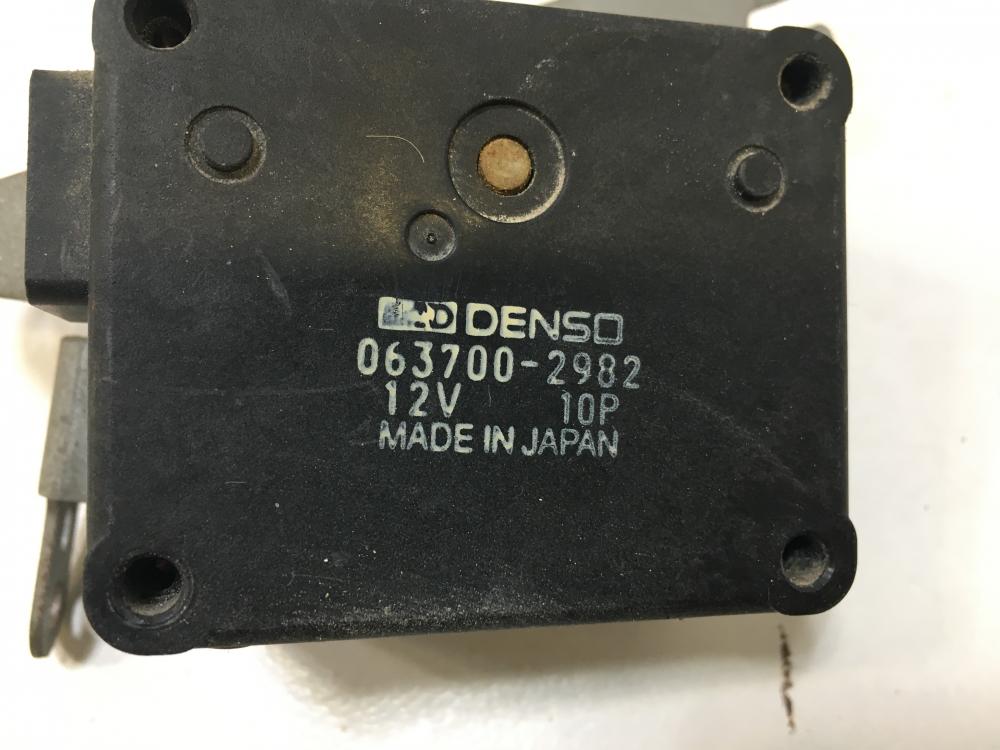 DENSO
063700-2982
12V 10P
MADE IN JAPAN